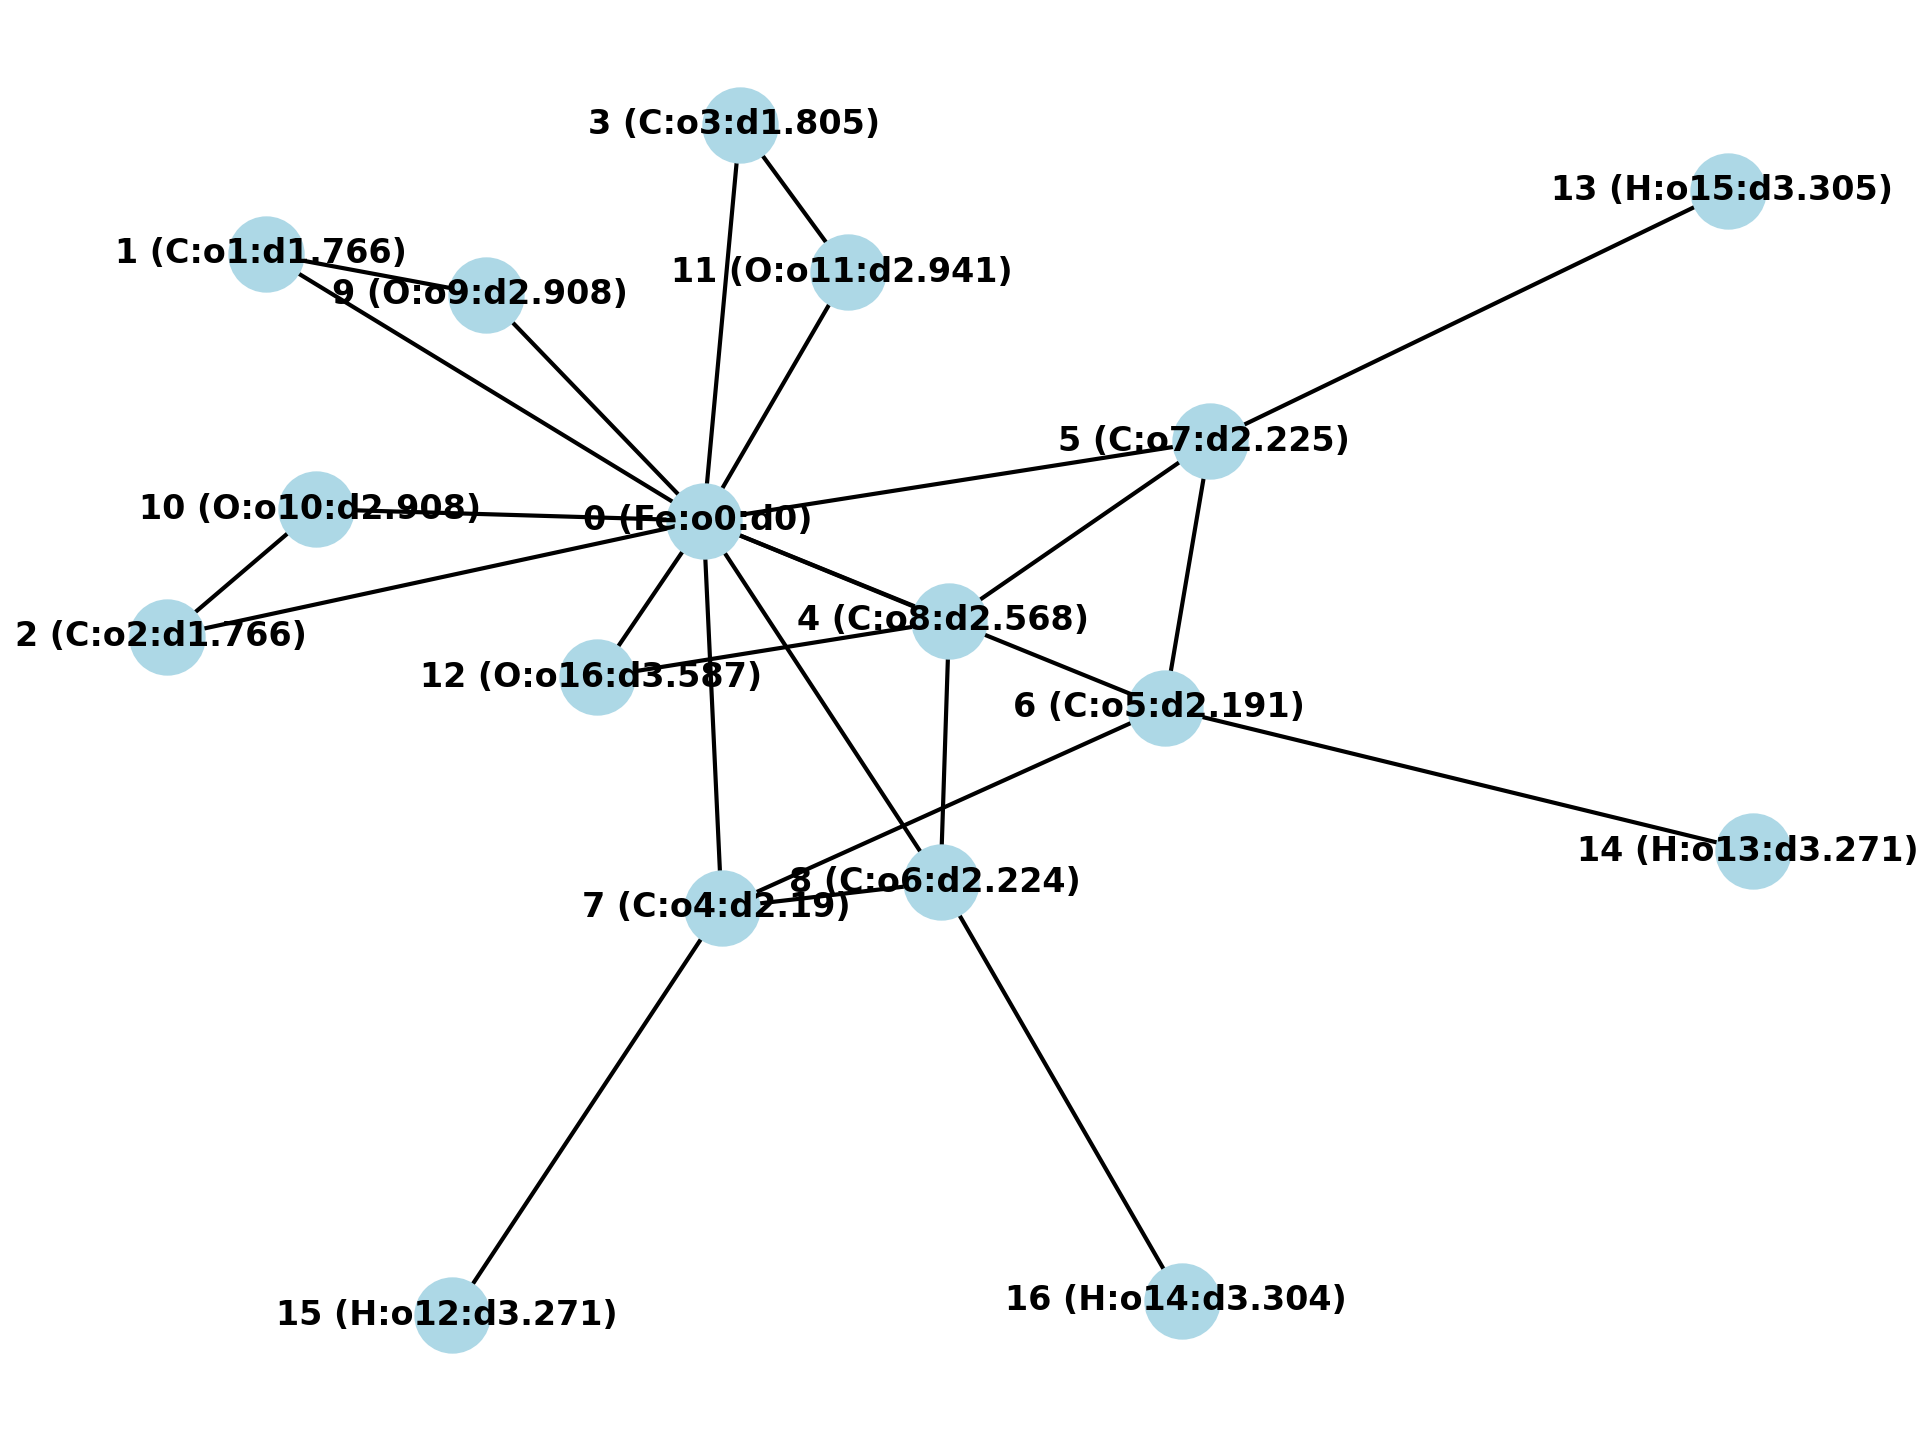 3 (C:o3:d1.805)
13 (H:o15:d3.305)
1 (C:o1:d1.766)
11 (O:o11:d2.941)
9 (O:o9:d2.908)
5 (C:o7:d2.225)
10 (O:o10:d2.908)
0 (Fe:o0:d0)
4 (C:o8:d2.568)
2 (C:o2:d1.766)
12 (O:o16:d3.587)
6 (C:o5:d2.191)
14 (H:o13:d3.271)
8 (C:o6:d2.224)
7 (C:o4:d2.19)
16 (H:o14:d3.304)
15 (H:o12:d3.271)